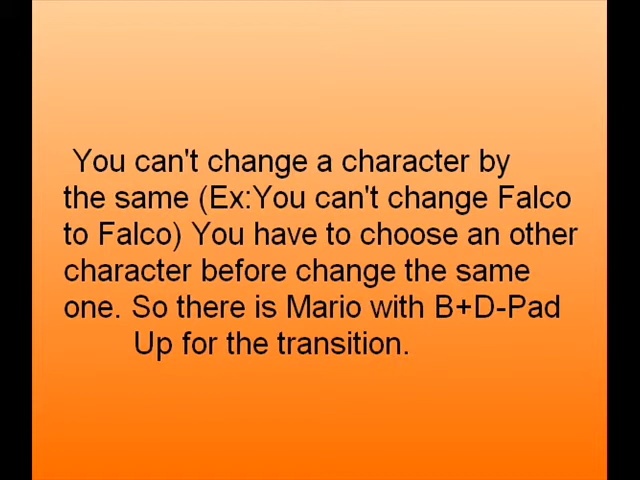 You can't change a character by
the same (Ex:You can't change Falco
to Falco) You have to choose an other
character before change the same
one. So there is Mario with B+D-Pad
Up for the transition.